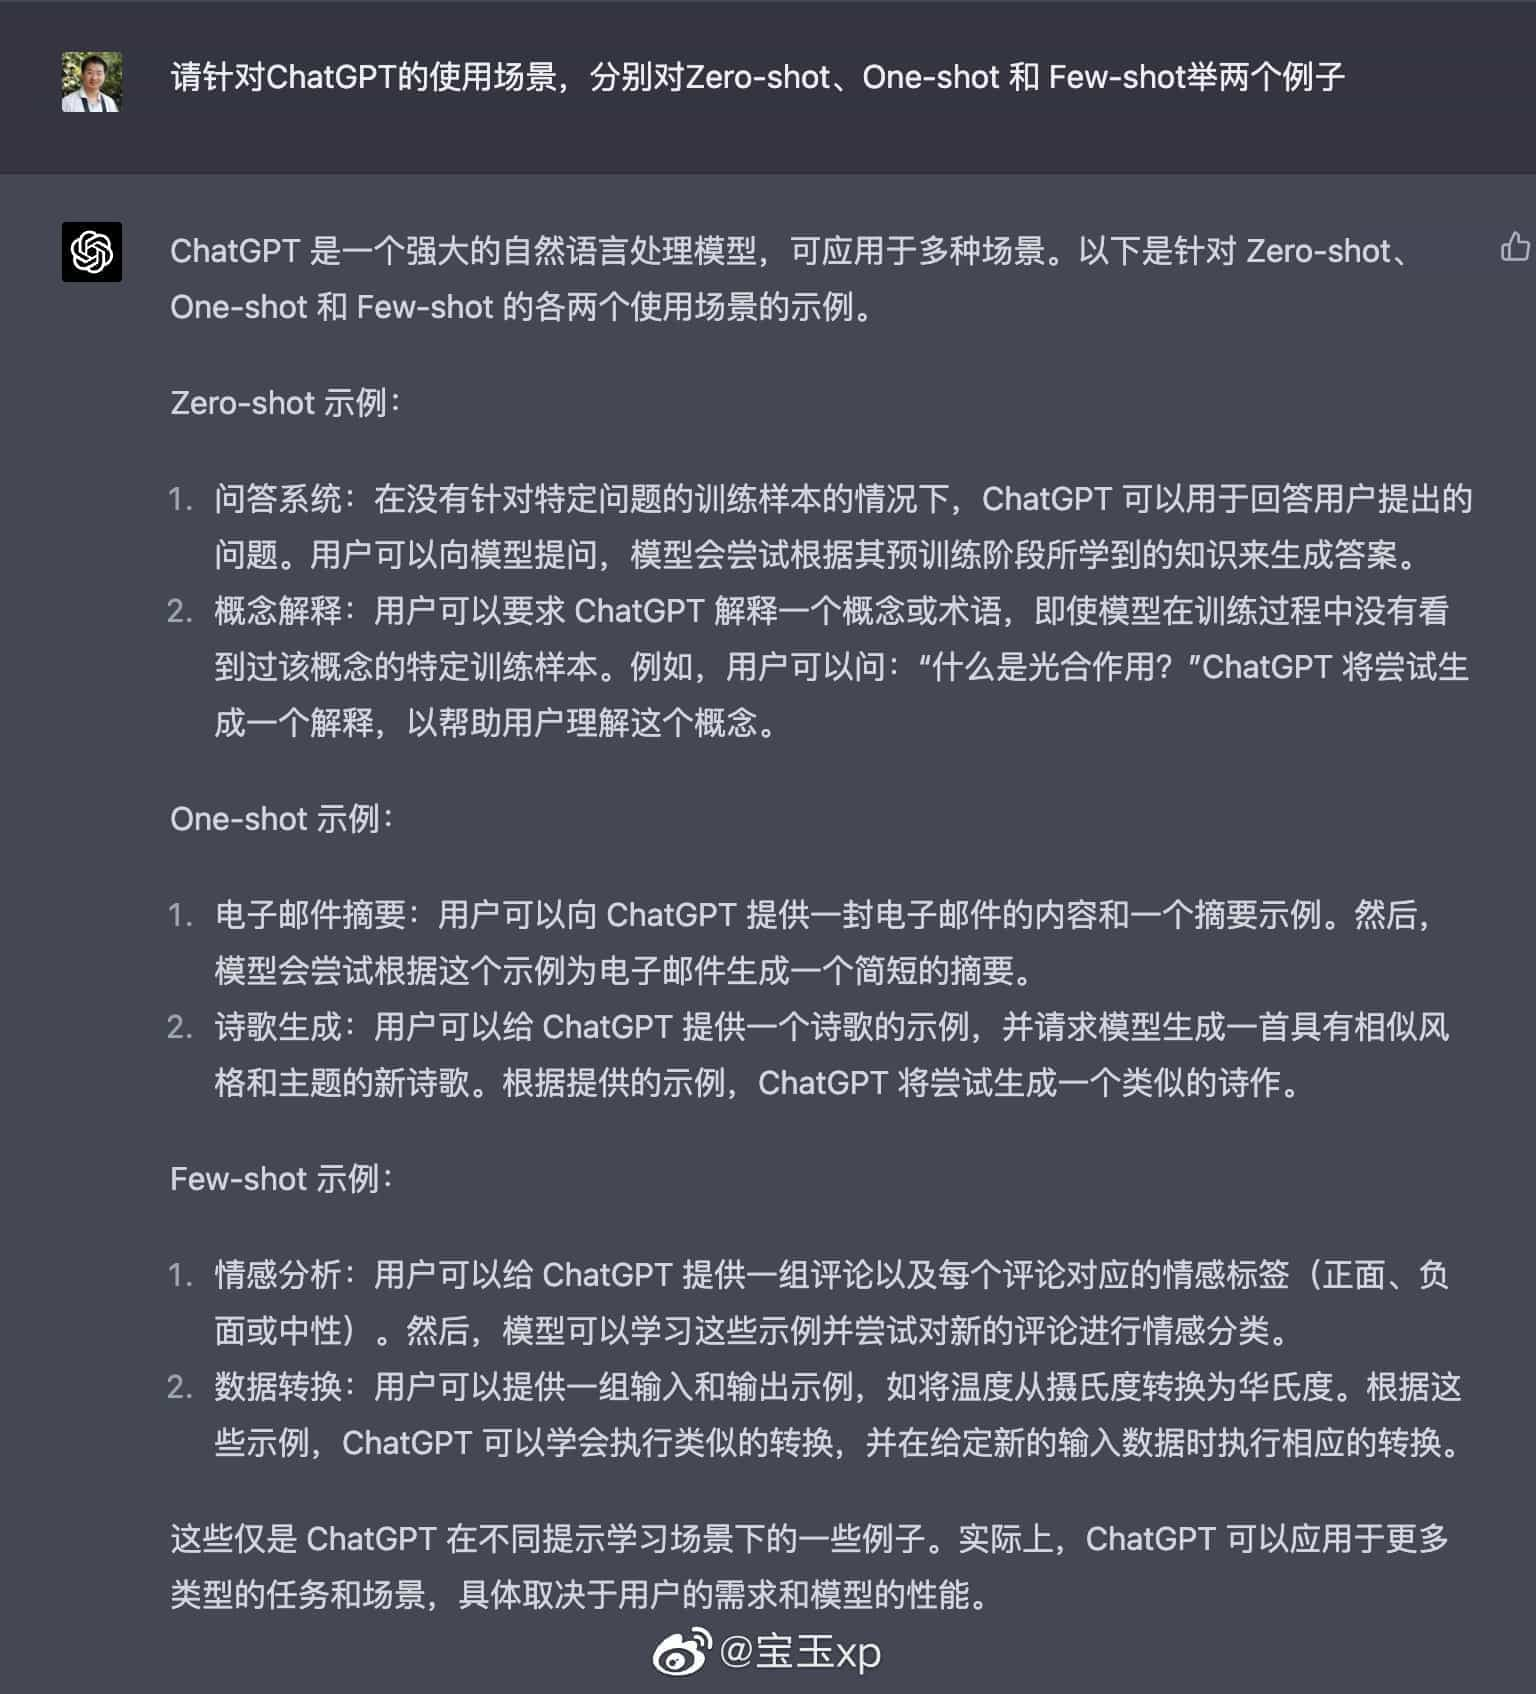 请针对ChatGPT的使用场景，分别对Zero-shot、One-shot 和 Few-shot举两个例子
ChatGPT 是一个强大的自然语言处理模型，可应用于多种场景。以下是针对 Zero-shot、
One-shot 和 Few-shot 的各两个使用场景的示例。
Zero-shot 示例：
1. 问答系统：在没有针对特定问题的训练样本的情况下，ChatGPT 可以用于回答用户提出的
问题。用户可以向模型提问，模型会尝试根据其预训练阶段所学到的知识来生成答案。
2. 概念解释：用户可以要求 ChatGPT 解释一个概念或术语，即使模型在训练过程中没有看
到过该概念的特定训练样本。例如，用户可以问：“什么是光合作用？”ChatGPT 将尝试生
成一个解释，以帮助用户理解这个概念。
One-shot 示例：
1. 电子邮件摘要：用户可以向 ChatGPT 提供一封电子邮件的内容和一个摘要示例。然后，
模型会尝试根据这个示例为电子邮件生成一个简短的摘要。
2. 诗歌生成：用户可以给 ChatGPT 提供一个诗歌的示例，并请求模型生成一首具有相似风
格和主题的新诗歌。根据提供的示例，ChatGPT 将尝试生成一个类似的诗作。
Few-shot 示例：
1. 情感分析：用户可以给 ChatGPT 提供一组评论以及每个评论对应的情感标签（正面、负
面或中性）。然后，模型可以学习这些示例并尝试对新的评论进行情感分类。
2. 数据转换：用户可以提供一组输入和输出示例，如将温度从摄氏度转换为华氏度。根据这
些示例，ChatGPT 可以学会执行类似的转换，并在给定新的输入数据时执行相应的转换。
这些仅是 ChatGPT 在不同提示学习场景下的一些例子。实际上，ChatGPT 可以应用于更多
类型的任务和场景，具体取决于用户的需求和模型的性能。
@宝玉xp